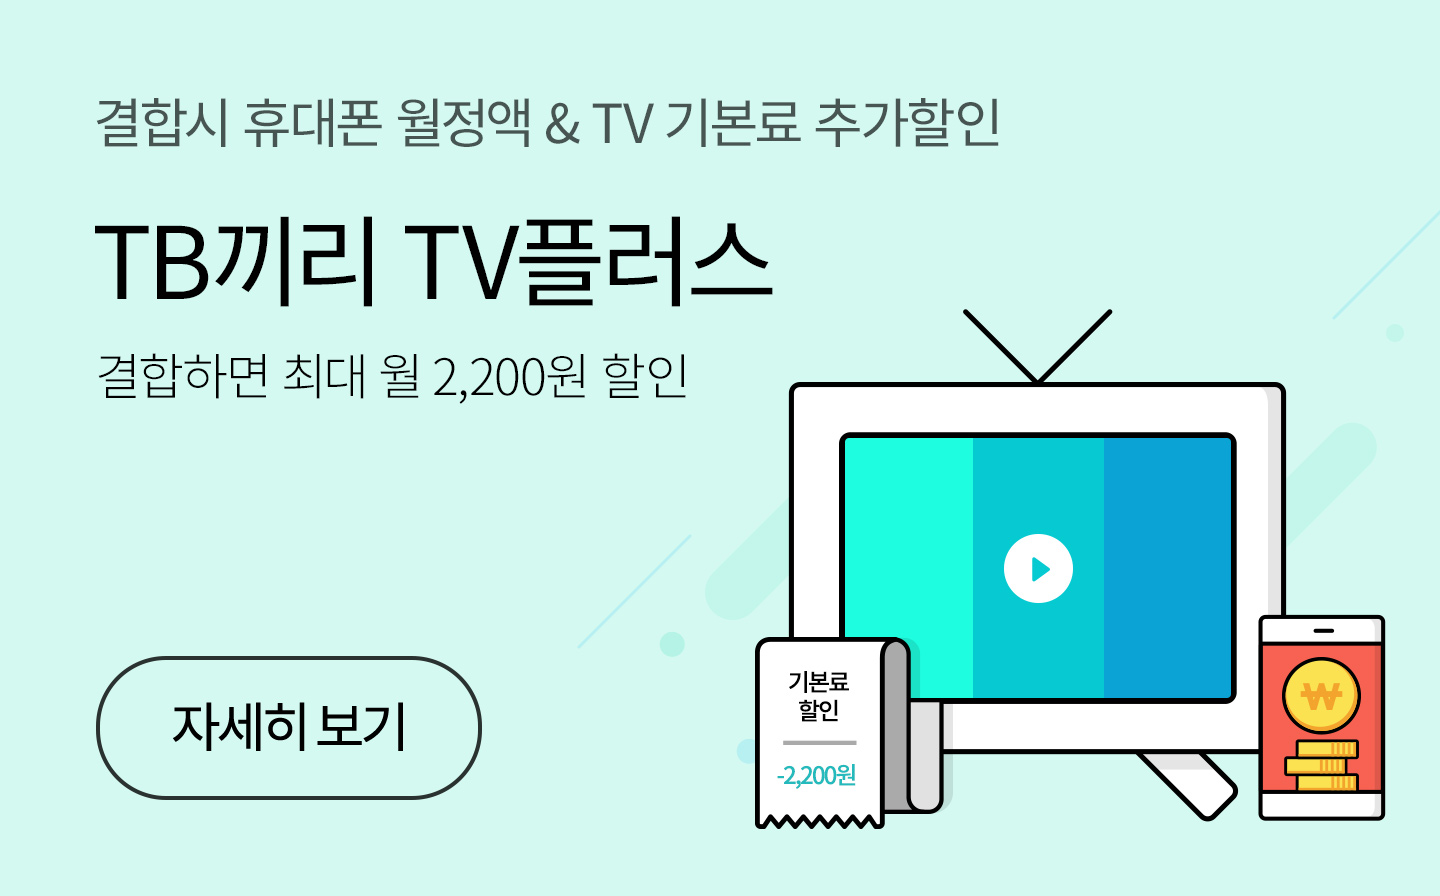 결합시 휴대폰 월정액 & TV 기본료 추가할인
TB끼리 TV플러스
결합하면 최대 월 2,200원 할인
자세히 보기
기본료
할인
-2,200원
₩